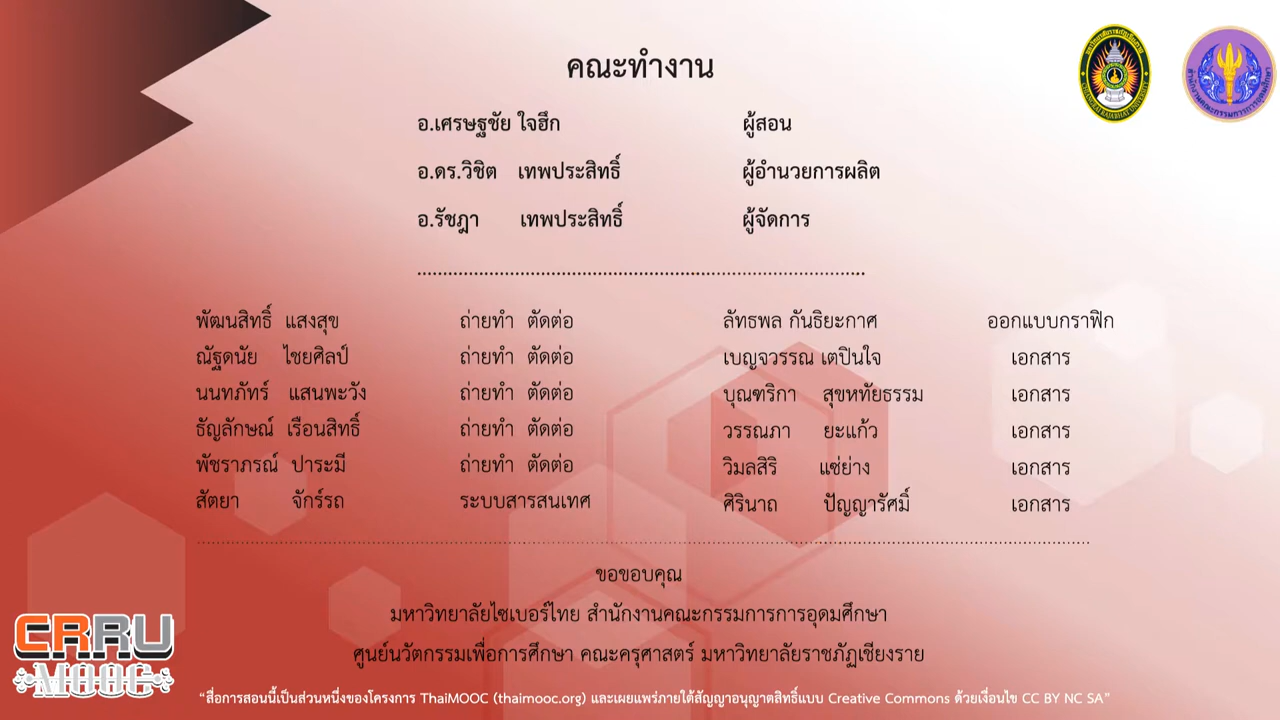 คณะทำงาน
อ.เศรษฐชัย ใจฮึก ผู้สอน
อ.ดร.วิชิต เทพประสิทธิ์ ผู้อำนวยการผลิต
อ.รัชฎา เทพประสิทธิ์ ผู้จัดการ
พัฒนสิทธิ์ แสงสุข ถ่ายทำ ตัดต่อ ลัทธพล กันธิยะกาศ ออกแบบกราฟิก
ณัฐดนัย ไชยศิลป์ ถ่ายทำ ตัดต่อ เบญจวรรณ เตปินใจ เอกสาร
นนทภัทร์ แสนพะวัง ถ่ายทำ ตัดต่อ บุณฑริกา สุขหทัยธรรม เอกสาร
ธัญลักษณ์ เรือนสิทธิ์ ถ่ายทำ ตัดต่อ วรรณภา ยะแก้ว เอกสาร
พัชราภรณ์ ปาระมี ถ่ายทำ ตัดต่อ วิมลสิริ แซ่ย่าง เอกสาร
สัตยา จักร์รถ ระบบสารสนเทศ ศิรินาถ ปัญญารัศมิ์ เอกสาร
ขอขอบคุณ
มหาวิทยาลัยไซเบอร์ไทย สำนักงานคณะกรรมการการอุดมศึกษา
ศูนย์นวัตกรรมเพื่อการศึกษา คณะครุศาสตร์ มหาวิทยาลัยราชภัฏเชียงราย
CRRU
MOOC
“สื่อการสอนนี้เป็นส่วนหนึ่งของโครงการ ThaiMOOC (thaimooc.org) และเผยแพร่ภายใต้สัญญาอนุญาตสิทธิ์แบบ Creative Commons ด้วยเงื่อนไข CC BY NC SA”